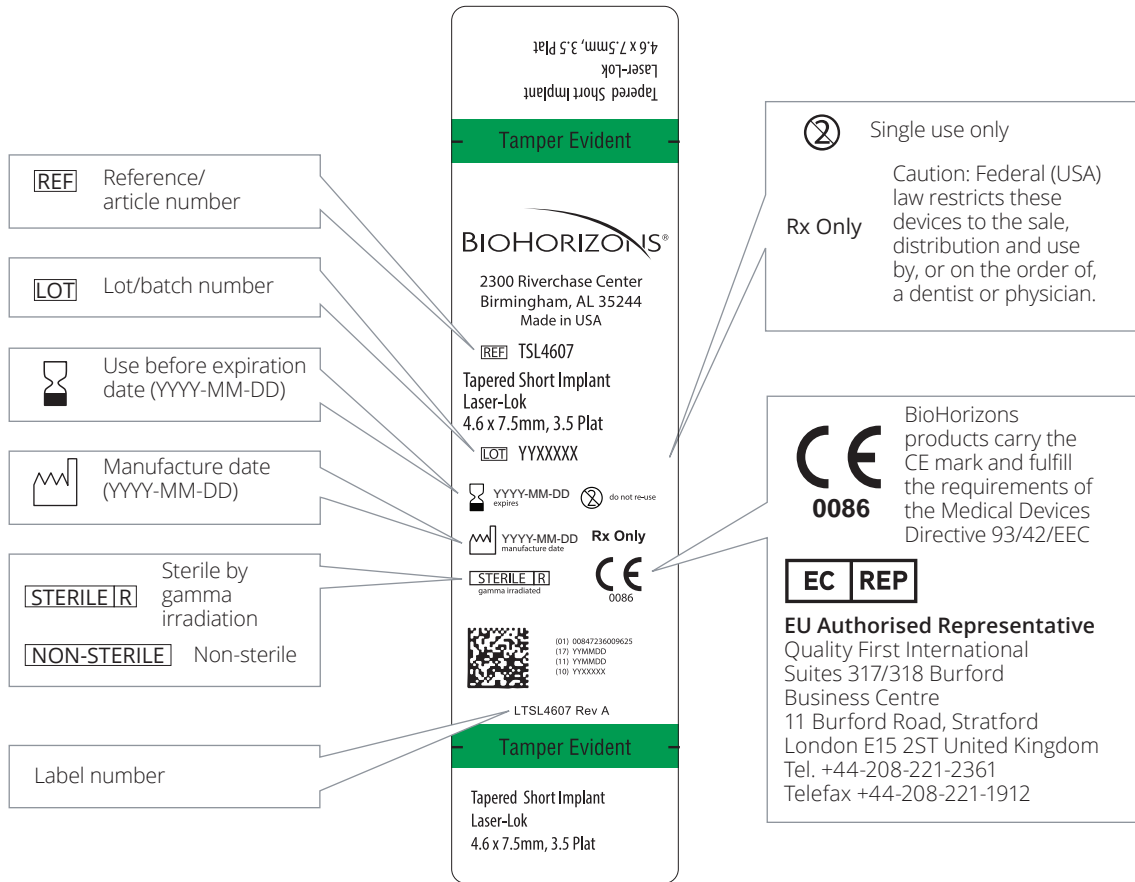 4.6 x 7.5mm, 3.5 Plat
Laser-Lok
Tapered Short Implant
Tamper Evident
BIOHORIZONS®
2300 Riverchase Center
Birmingham, AL 35244
Made in USA
REF TSL4607
Tapered Short Implant
Laser-Lok
4.6 x 7.5mm, 3.5 Plat
LOT YYXXXXX
YYYY-MM-DD
expires
2 do not re-use
YYYY-MM-DD
manufacture date
Rx Only
STERILE R
gamma irradiated
CE
0086
(01) 00847236009625
(17) YYMMDD
(11) YYMMDD
(10) YYXXXXX
LTSL4607 Rev A
Tamper Evident
Tapered Short Implant
Laser-Lok
4.6 x 7.5mm, 3.5 Plat
REF Reference/
article number
LOT Lot/batch number
Use before expiration
date (YYYY-MM-DD)
Manufacture date
(YYYY-MM-DD)
STERILE R Sterile by
gamma
irradiation
NON-STERILE Non-sterile
Label number
2 Single use only
Rx Only
Caution: Federal (USA)
law restricts these
devices to the sale,
distribution and use
by, or on the order of,
a dentist or physician.
CE
0086
BioHorizons
products carry the
CE mark and fulfill
the requirements of
the Medical Devices
Directive 93/42/EEC
EC REP
EU Authorised Representative
Quality First International
Suites 317/318 Burford
Business Centre
11 Burford Road, Stratford
London E15 2ST United Kingdom
Tel. +44-208-221-2361
Telefax +44-208-221-1912